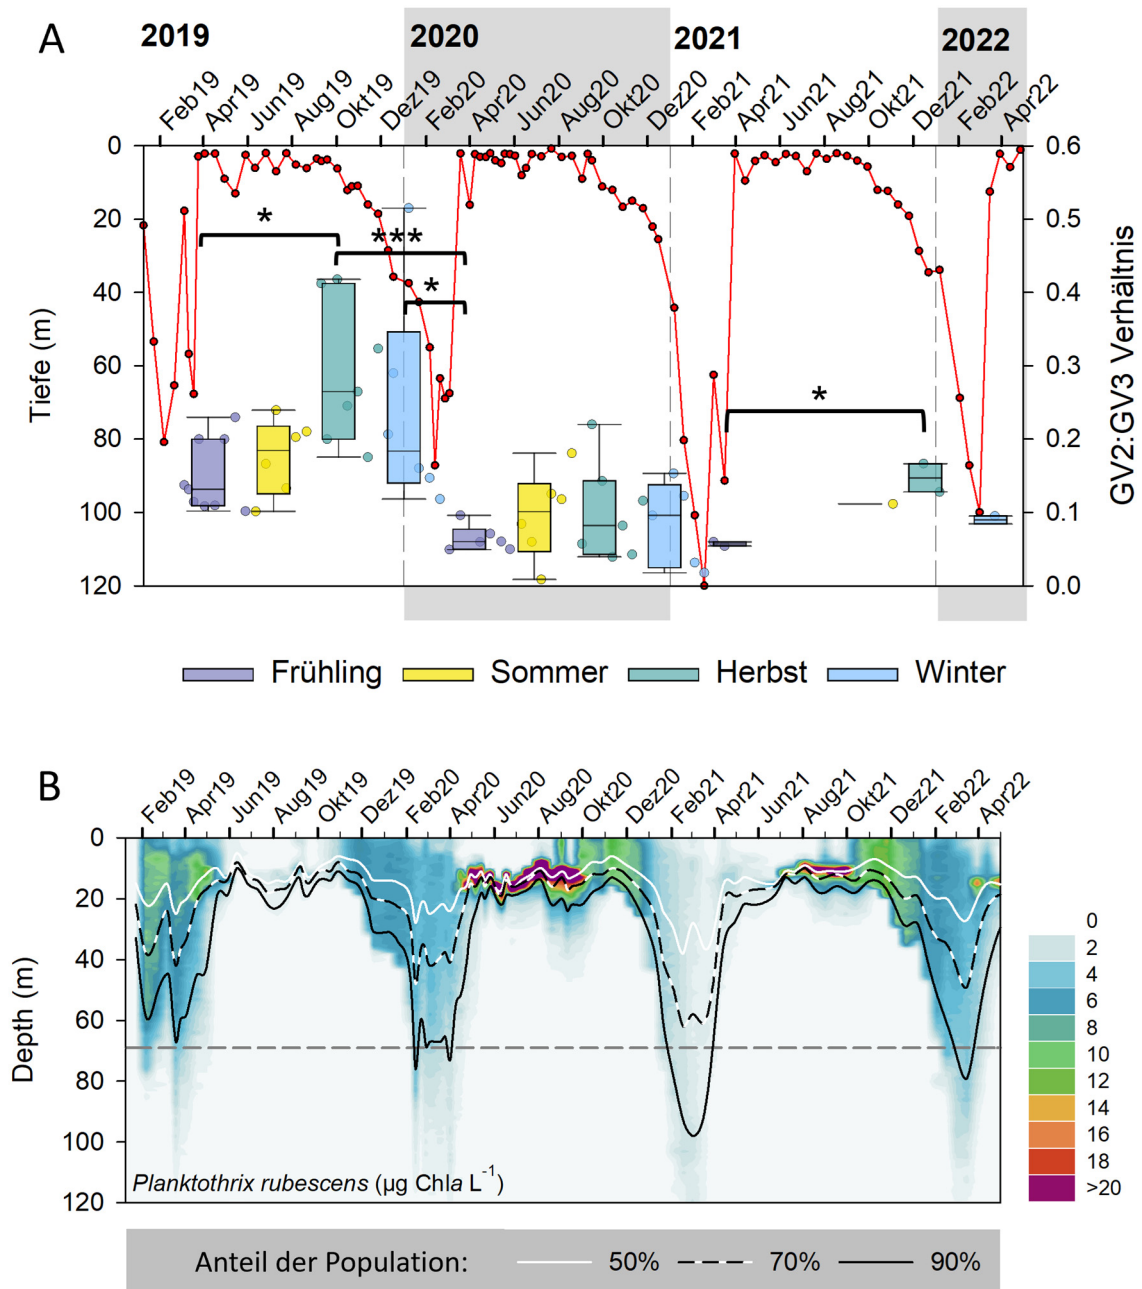 A
2019 2020 2021 2022
Feb19 Apr19 Jun19 Aug19 Okt19 Dez19 Feb20 Apr20 Jun20 Aug20 Okt20 Dez20 Feb21 Apr21 Jun21 Aug21 Okt21 Dez21 Feb22 Apr22
Tiefe (m)
0
20
40
60
80
100
120
* *** * *
0.6
0.5
0.4
0.3
0.2
0.1
0.0
GV2:GV3 Verhältnis
Frühling Sommer Herbst Winter
B
Feb19 Apr19 Jun19 Aug19 Okt19 Dez19 Feb20 Apr20 Jun20 Aug20 Okt20 Dez20 Feb21 Apr21 Jun21 Aug21 Okt21 Dez21 Feb22 Apr22
Depth (m)
0
20
40
60
80
100
120
Planktothrix rubescens (µg Chla L⁻¹)
0
2
4
6
8
10
12
14
16
18
>20
Anteil der Population: 50% 70% 90%